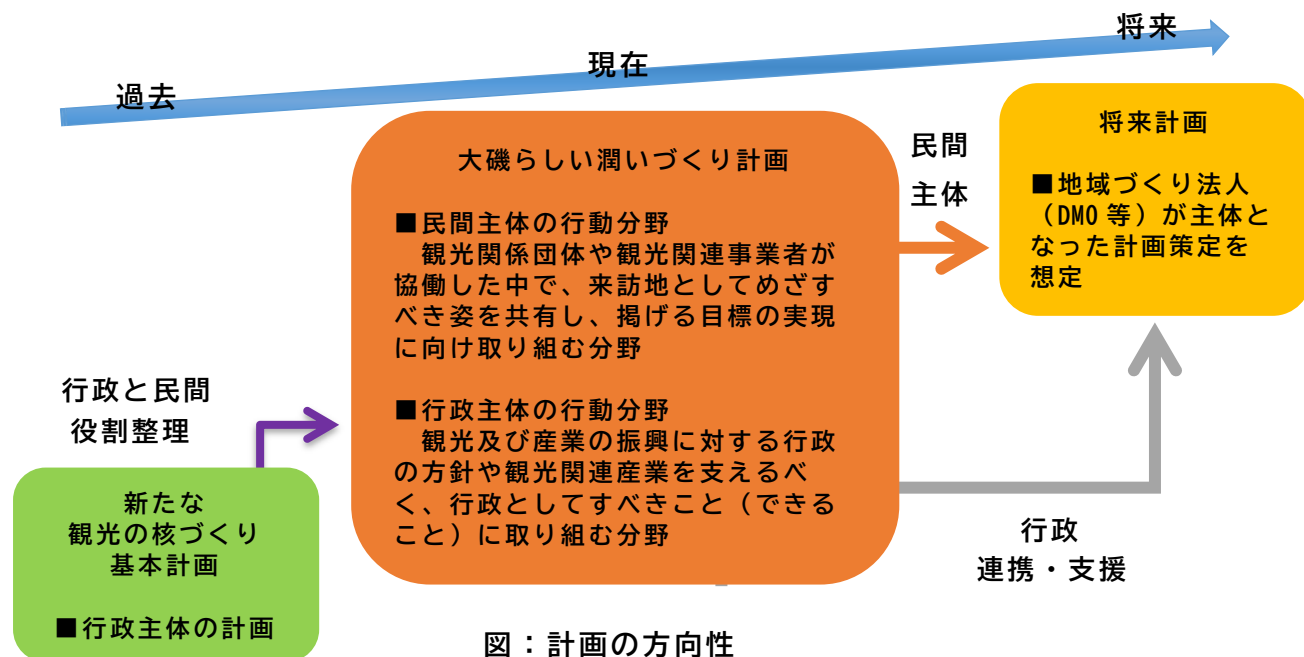 過去
現在
将来
行政と民間
役割整理
新たな
観光の核づくり
基本計画
■行政主体の計画
大磯らしい潤いづくり計画
■民間主体の行動分野
観光関係団体や観光関連事業者が
協働した中で、来訪地としてめざす
べき姿を共有し、掲げる目標の実現
に向け取り組む分野
■行政主体の行動分野
観光及び産業の振興に対する行政
の方針や観光関連産業を支えるべ
く、行政としてすべきこと（できる
こと）に取り組む分野
民間
主体
将来計画
■地域づくり法人
（DMO 等）が主体と
なった計画策定を
想定
行政
連携・支援
図：計画の方向性